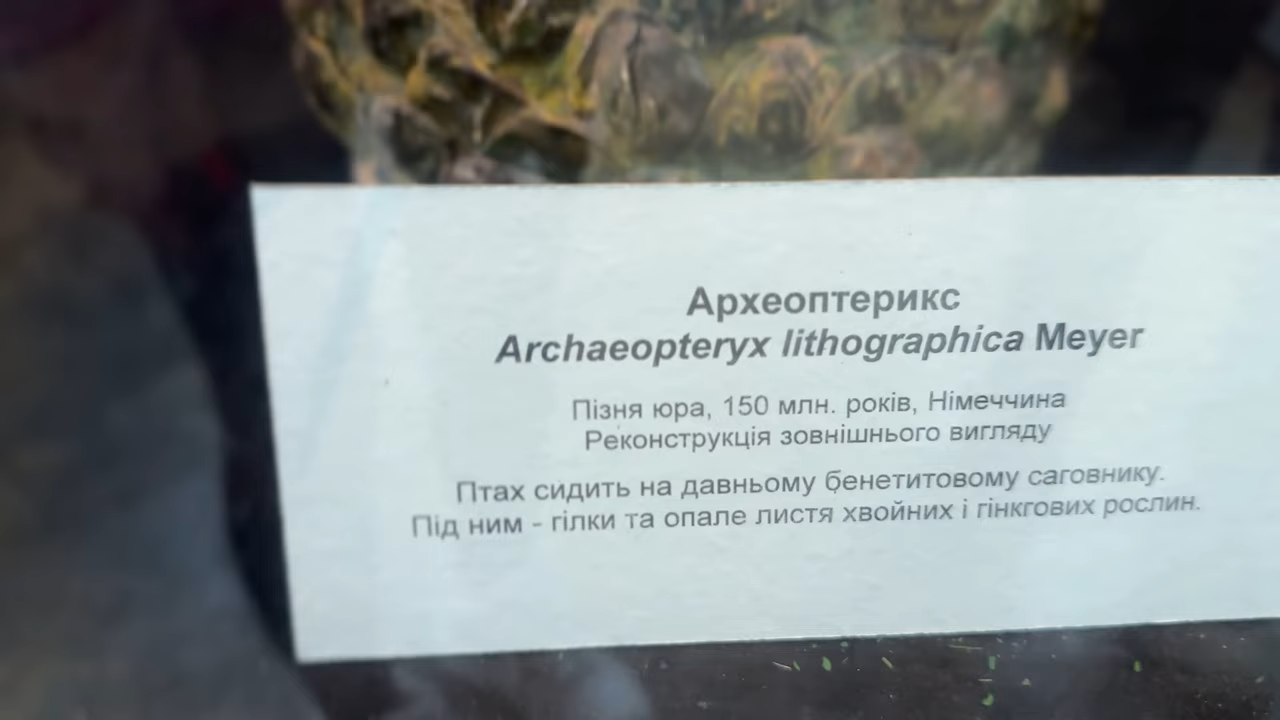 Археоптерикс
Archaeopteryx lithographica Meyer
Пізня юра, 150 млн. років, Німеччина
Реконструкція зовнішнього вигляду
Птах сидить на давньому бенетитовому саговнику.
Під ним - гілки та опале листя хвойних і гінкгових рослин.